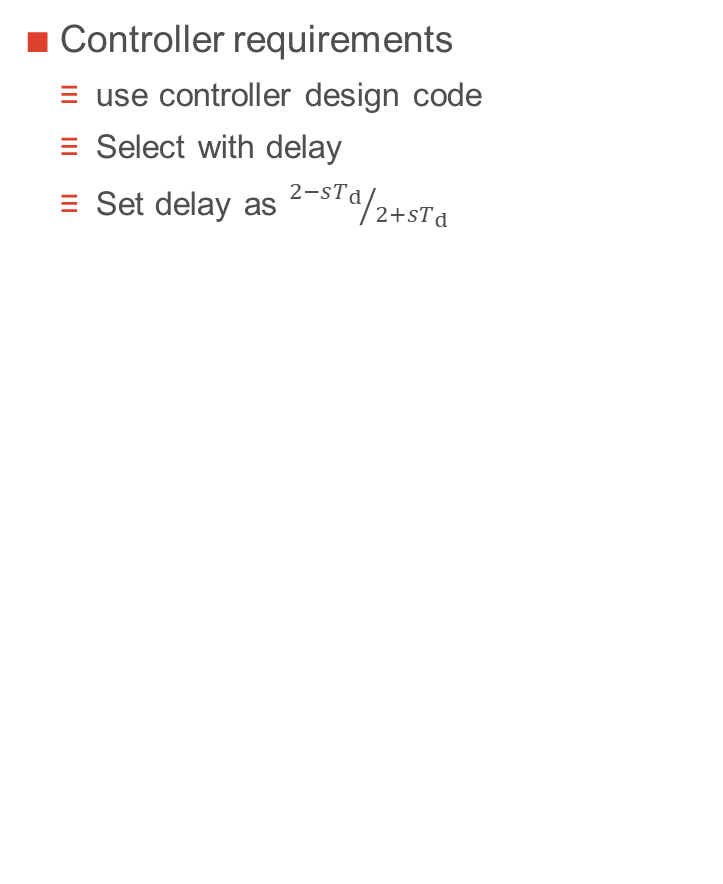 Controller requirements
use controller design code
Select with delay
Set delay as 2−sTd/2+sTd